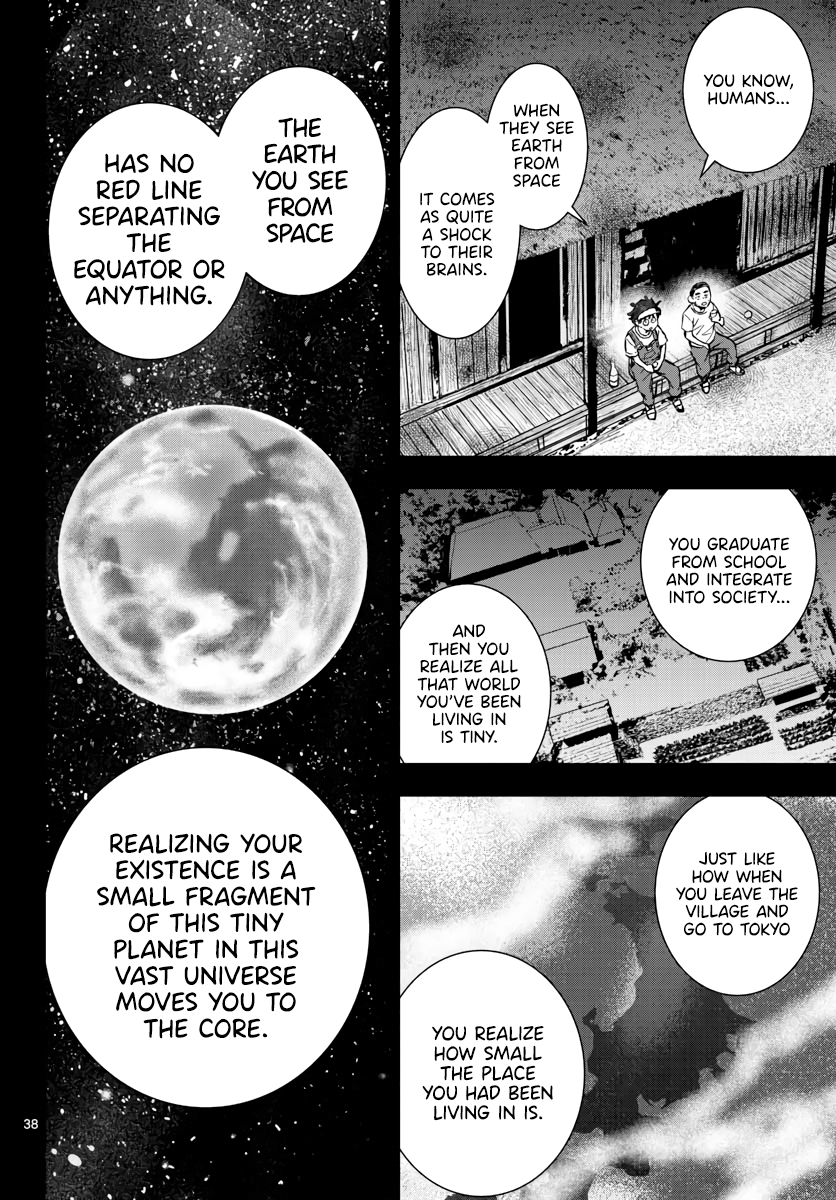 YOU KNOW,
HUMANS...
WHEN
THEY SEE
EARTH
FROM
SPACE
IT COMES
AS QUITE
A SHOCK
TO THEIR
BRAINS.
YOU GRADUATE
FROM SCHOOL
AND INTEGRATE
INTO SOCIETY...
AND
THEN YOU
REALIZE ALL
THAT WORLD
YOU'VE BEEN
LIVING IN
IS TINY.
JUST LIKE
HOW WHEN
YOU LEAVE THE
VILLAGE AND
GO TO TOKYO
YOU REALIZE
HOW SMALL
THE PLACE
YOU HAD BEEN
LIVING IN IS.
THE
EARTH
YOU SEE
FROM
SPACE
HAS NO
RED LINE
SEPARATING
THE
EQUATOR OR
ANYTHING.
REALIZING YOUR
EXISTENCE IS A
SMALL FRAGMENT
OF THIS TINY
PLANET IN THIS
VAST UNIVERSE
MOVES YOU TO
THE CORE.
38